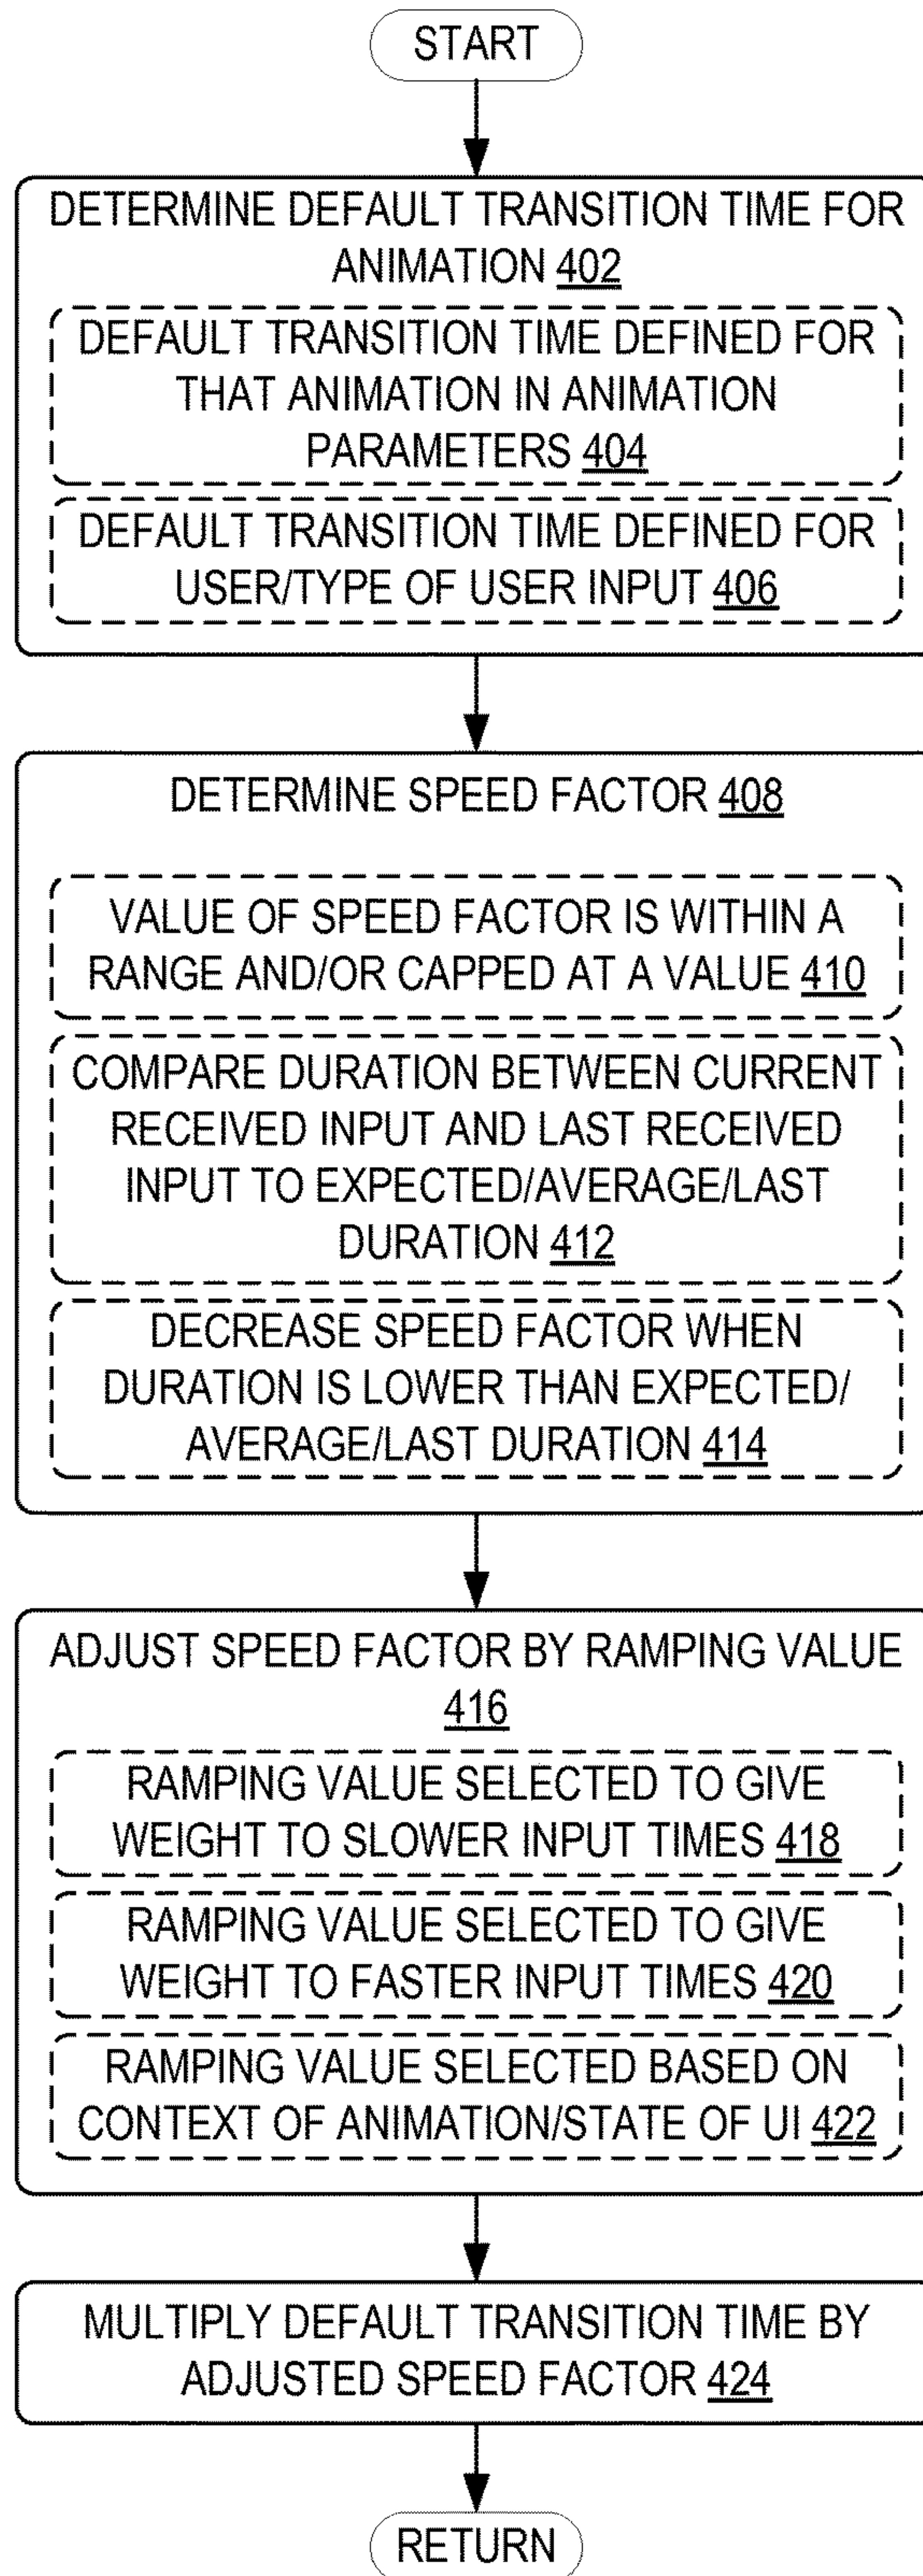 START
DETERMINE DEFAULT TRANSITION TIME FOR
ANIMATION 402
DEFAULT TRANSITION TIME DEFINED FOR
THAT ANIMATION IN ANIMATION
PARAMETERS 404
DEFAULT TRANSITION TIME DEFINED FOR
USER/TYPE OF USER INPUT 406
DETERMINE SPEED FACTOR 408
VALUE OF SPEED FACTOR IS WITHIN A
RANGE AND/OR CAPPED AT A VALUE 410
COMPARE DURATION BETWEEN CURRENT
RECEIVED INPUT AND LAST RECEIVED
INPUT TO EXPECTED/AVERAGE/LAST
DURATION 412
DECREASE SPEED FACTOR WHEN
DURATION IS LOWER THAN EXPECTED/
AVERAGE/LAST DURATION 414
ADJUST SPEED FACTOR BY RAMPING VALUE
416
RAMPING VALUE SELECTED TO GIVE
WEIGHT TO SLOWER INPUT TIMES 418
RAMPING VALUE SELECTED TO GIVE
WEIGHT TO FASTER INPUT TIMES 420
RAMPING VALUE SELECTED BASED ON
CONTEXT OF ANIMATION/STATE OF UI 422
MULTIPLY DEFAULT TRANSITION TIME BY
ADJUSTED SPEED FACTOR 424
RETURN